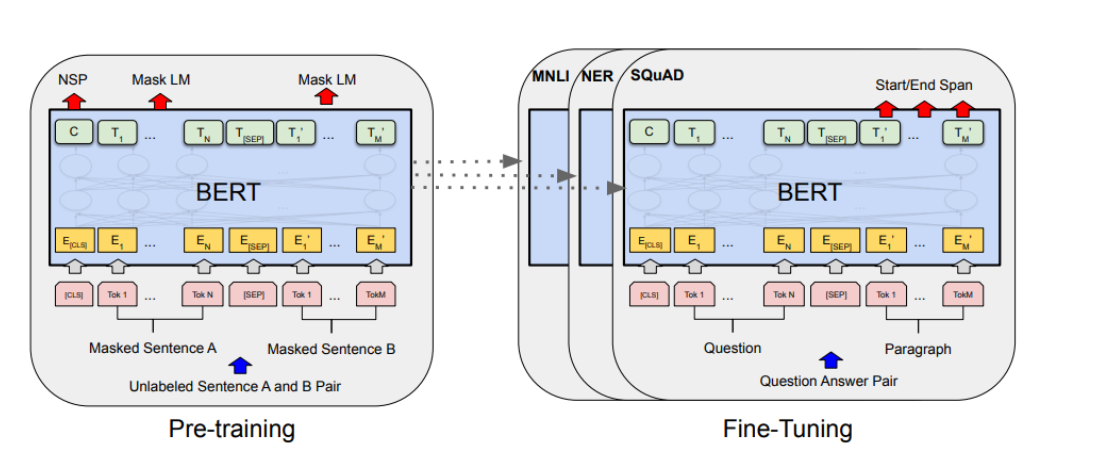 NSP Mask LM Mask LM
C T1 ... TN T[SEP] T1' ... TM'
BERT
E[CLS] E1 ... EN E[SEP] E1' ... EM'
[CLS] Tok 1 ... Tok N [SEP] Tok 1 ... TokM
Masked Sentence A Masked Sentence B
Unlabeled Sentence A and B Pair
Pre-training
MNLI NER SQuAD
Start/End Span
C T1 ... TN T[SEP] T1' ... TM'
BERT
E[CLS] E1 ... EN E[SEP] E1' ... EM'
[CLS] Tok 1 ... Tok N [SEP] Tok 1 ... TokM
Question Paragraph
Question Answer Pair
Fine-Tuning